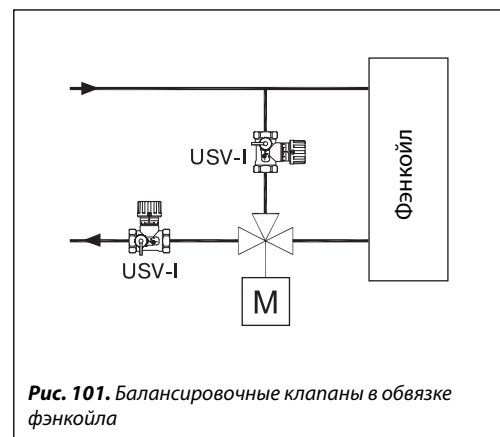 USV-I
Фэнкойл
USV-I
M
Рис. 101. Балансировочные клапаны в обвязке
фэнкойла